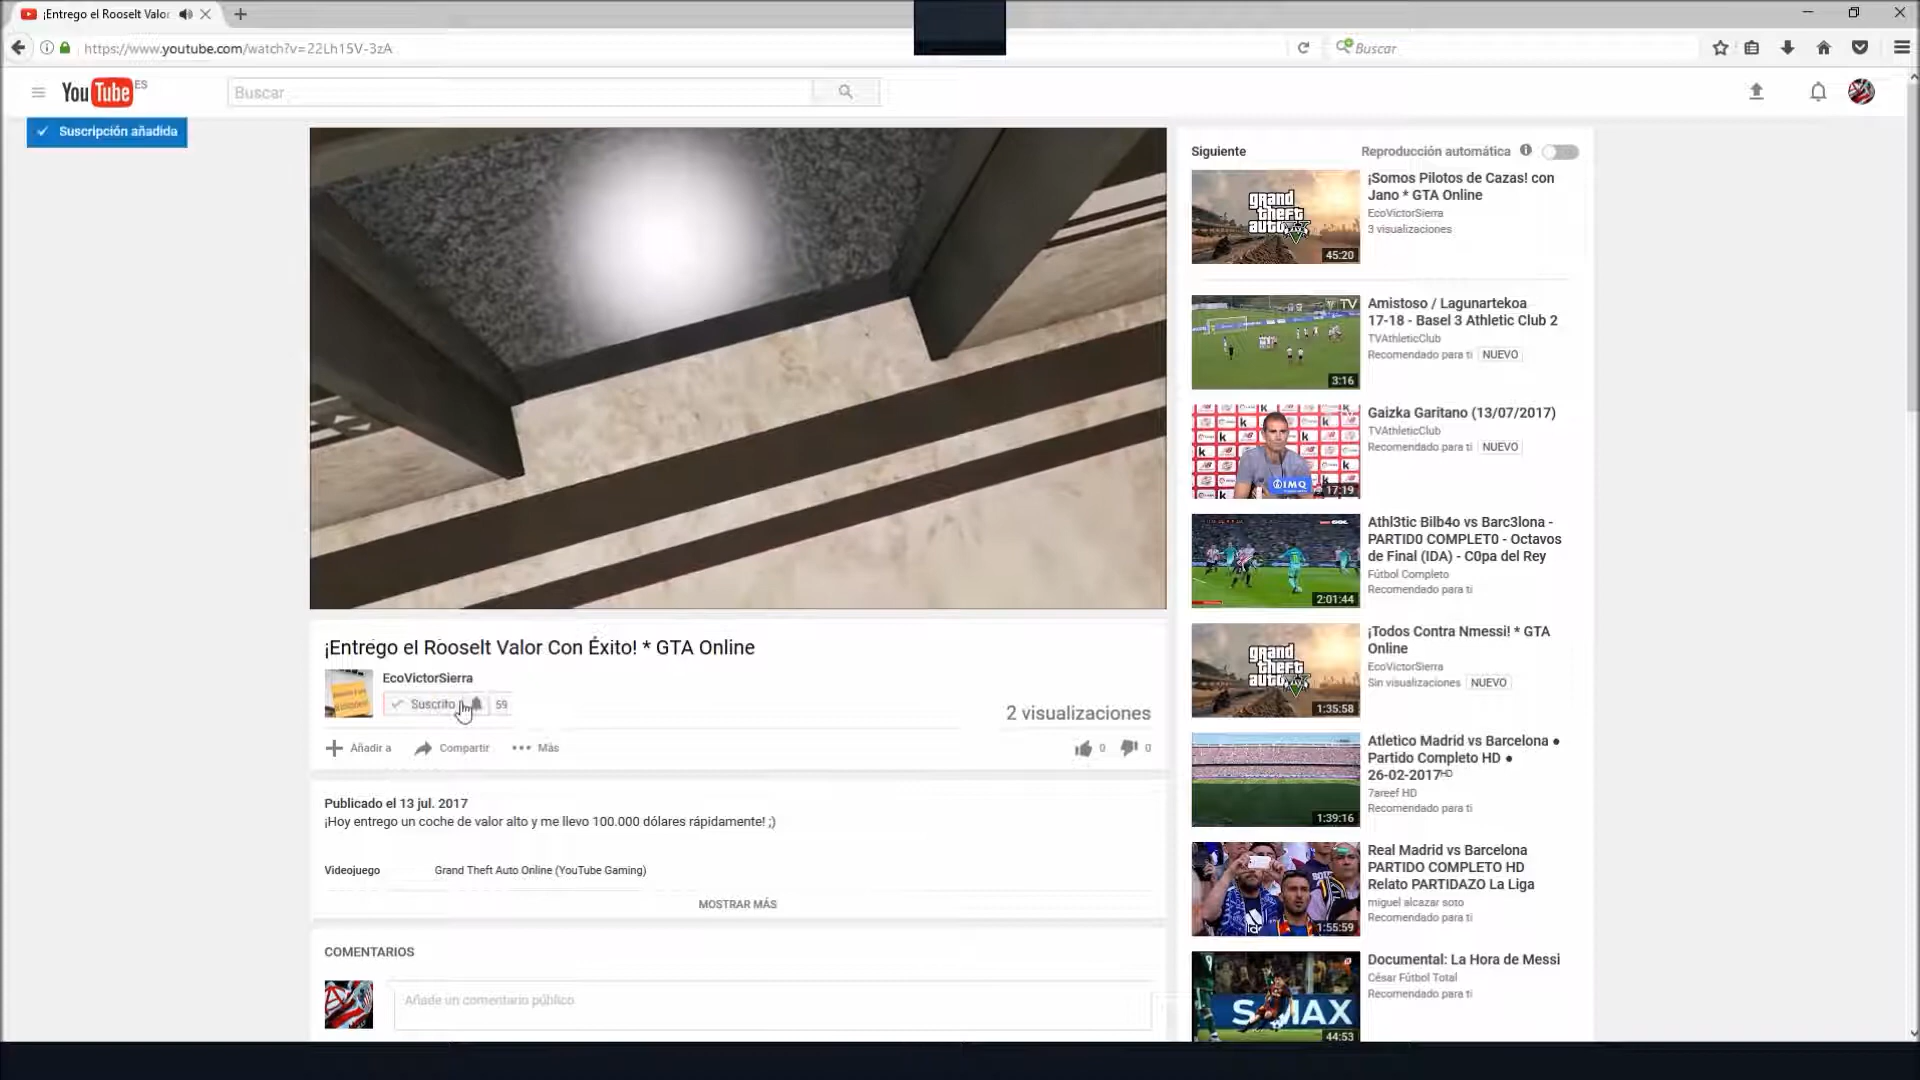 ¡Entrego el Rooselt Valor
https://www.youtube.com/watch?v=22Lh15V-3zA
Buscar
YouTube ES
Buscar
Suscripción añadida
¡Entrego el Rooselt Valor Con Éxito! * GTA Online
EcoVictorSierra
Suscrito 59
2 visualizaciones
Añadir a Compartir Más 0 0
Publicado el 13 jul. 2017
¡Hoy entrego un coche de valor alto y me llevo 100.000 dólares rápidamente! ;)
Videojuego Grand Theft Auto Online (YouTube Gaming)
MOSTRAR MÁS
COMENTARIOS
Añade un comentario público
Siguiente Reproducción automática
grand
theft
auto V
45:20
¡Somos Pilotos de Cazas! con
Jano * GTA Online
EcoVictorSierra
3 visualizaciones
TV
3:16
Amistoso / Lagunartekoa
17-18 - Basel 3 Athletic Club 2
TVAthleticClub
Recomendado para ti NUEVO
IMQ
17:19
Gaizka Garitano (13/07/2017)
TVAthleticClub
Recomendado para ti NUEVO
2:01:44
Athl3tic Bilb4o vs Barc3lona -
PARTID0 COMPLET0 - Octavos
de Final (IDA) - C0pa del Rey
Fútbol Completo
Recomendado para ti
grand
theft
auto V
1:35:58
¡Todos Contra Nmessi! * GTA
Online
EcoVictorSierra
Sin visualizaciones NUEVO
1:39:16
Atletico Madrid vs Barcelona ●
Partido Completo HD ●
26-02-2017ᴴᴰ
7areef HD
Recomendado para ti
1:55:59
Real Madrid vs Barcelona
PARTIDO COMPLETO HD
Relato PARTIDAZO La Liga
miguel alcazar soto
Recomendado para ti
44:53
Documental: La Hora de Messi
César Fútbol Total
Recomendado para ti